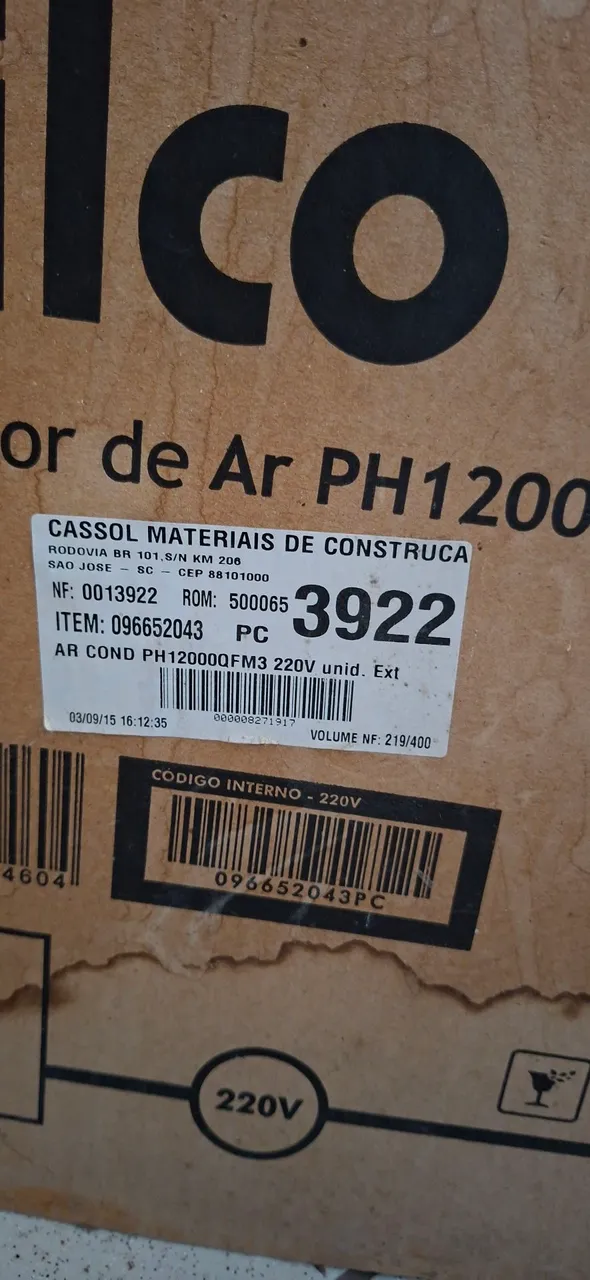 ilco
or de Ar PH1200
CASSOL MATERIAIS DE CONSTRUCA
RODOVIA BR 101,S/N KM 206
SAO JOSE – SC – CEP 88101000
NF: 0013922 ROM: 500065 3922
ITEM: 096652043 PC
AR COND PH12000QFM3 220V unid. Ext
000008271917
03/09/15 16:12:35 VOLUME NF: 219/400
CÓDIGO INTERNO - 220V
096652043PC
4604
220V